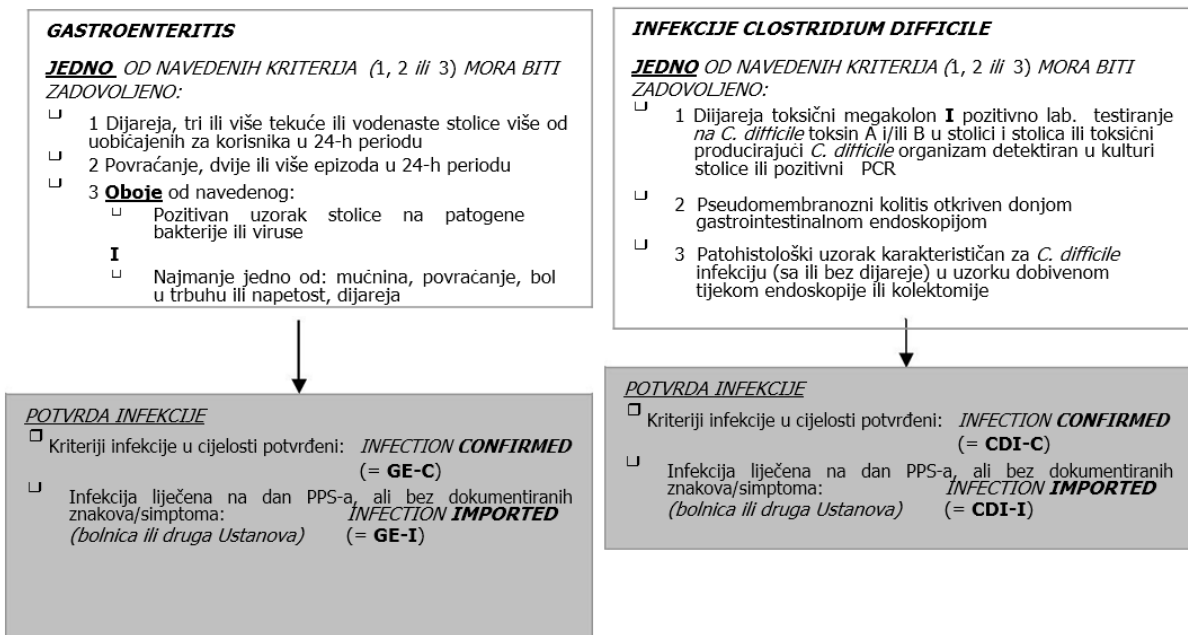 GASTROENTERITIS
JEDNO OD NAVEDENIH KRITERIJA (1, 2 ili 3) MORA BITI
ZADOVOLJENO:
1 Dijareja, tri ili više tekuće ili vodenaste stolice više od
uobičajenih za korisnika u 24-h periodu
2 Povraćanje, dvije ili više epizoda u 24-h periodu
3 Oboje od navedenog:
Pozitivan uzorak stolice na patogene
bakterije ili viruse
I
Najmanje jedno od: mučnina, povraćanje, bol
u trbuhu ili napetost, dijareja
POTVRDA INFEKCIJE
Kriteriji infekcije u cijelosti potvrđeni: INFECTION CONFIRMED
(= GE-C)
Infekcija liječena na dan PPS-a, ali bez dokumentiranih
znakova/simptoma: INFECTION IMPORTED
(bolnica ili druga Ustanova) (= GE-I)
INFEKCIJE CLOSTRIDIUM DIFFICILE
JEDNO OD NAVEDENIH KRITERIJA (1, 2 ili 3) MORA BITI
ZADOVOLJENO:
1 Diijareja toksični megakolon I pozitivno lab. testiranje
na C. difficile toksin A i/ili B u stolici i stolica ili toksični
producirajući C. difficile organizam detektiran u kulturi
stolice ili pozitivni PCR
2 Pseudomembranozni kolitis otkriven donjom
gastrointestinalnom endoskopijom
3 Patohistološki uzorak karakterističan za C. difficile
infekciju (sa ili bez dijareje) u uzorku dobivenom
tijekom endoskopije ili kolektomije
POTVRDA INFEKCIJE
Kriteriji infekcije u cijelosti potvrđeni: INFECTION CONFIRMED
(= CDI-C)
Infekcija liječena na dan PPS-a, ali bez dokumentiranih
znakova/simptoma: INFECTION IMPORTED
(bolnica ili druga Ustanova) (= CDI-I)